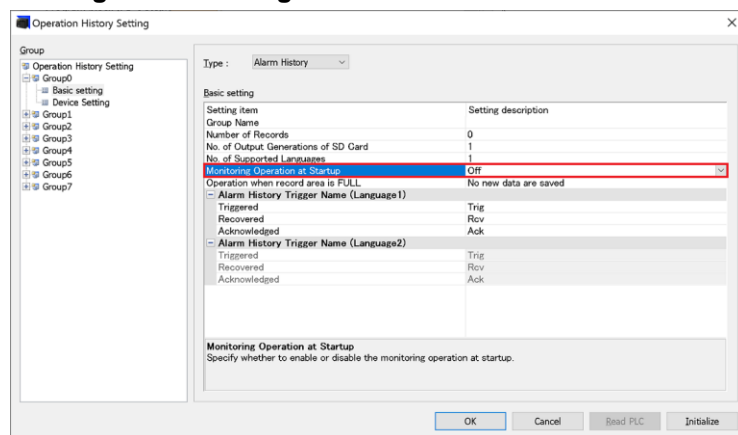 Operation History Setting
Group
Operation History Setting
Group0
Basic setting
Device Setting
Group1
Group2
Group3
Group4
Group5
Group6
Group7
Type : Alarm History
Basic setting
Setting item Setting description
Group Name
Number of Records 0
No. of Output Generations of SD Card 1
No. of Supported Languages 1
Monitoring Operation at Startup Off
Operation when record area is FULL No new data are saved
Alarm History Trigger Name (Language1)
Triggered Trig
Recovered Rcv
Acknowledged Ack
Alarm History Trigger Name (Language2)
Triggered Trig
Recovered Rcv
Acknowledged Ack
Monitoring Operation at Startup
Specify whether to enable or disable the monitoring operation at startup.
OK Cancel Read PLC Initialize